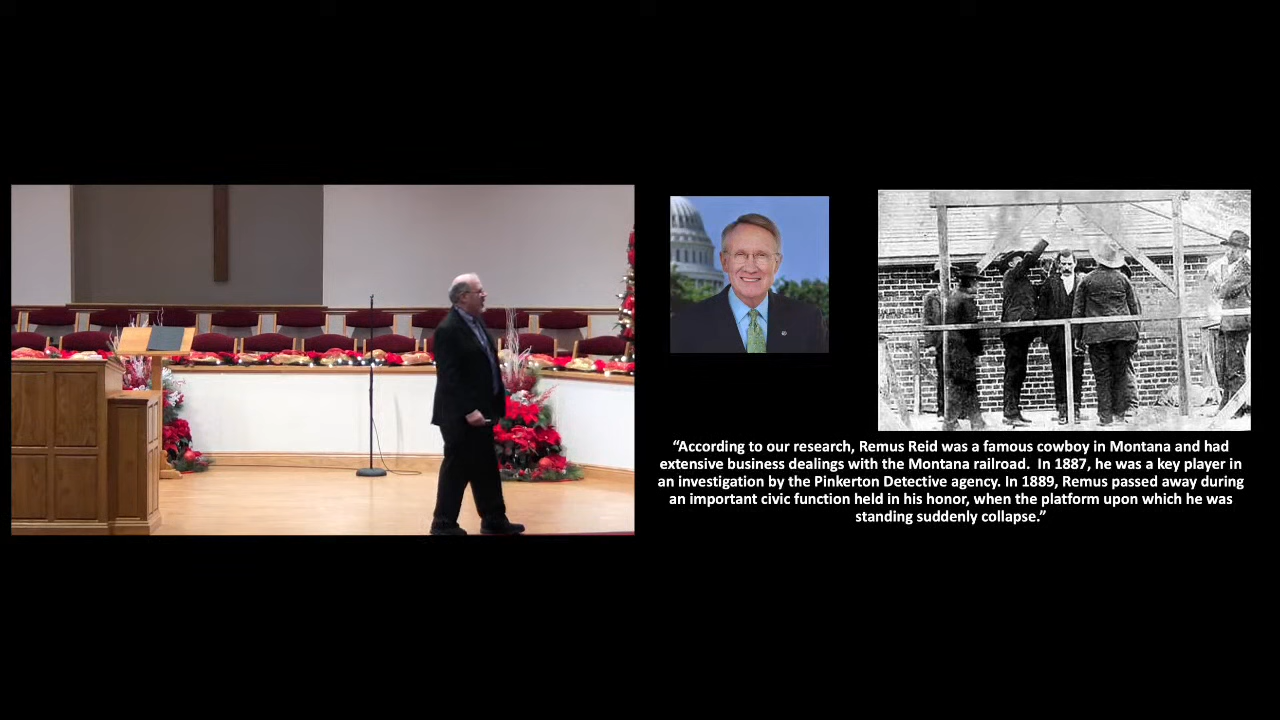 “According to our research, Remus Reid was a famous cowboy in Montana and had
extensive business dealings with the Montana railroad.  In 1887, he was a key player in
an investigation by the Pinkerton Detective agency. In 1889, Remus passed away during
an important civic function held in his honor, when the platform upon which he was
standing suddenly collapse.”